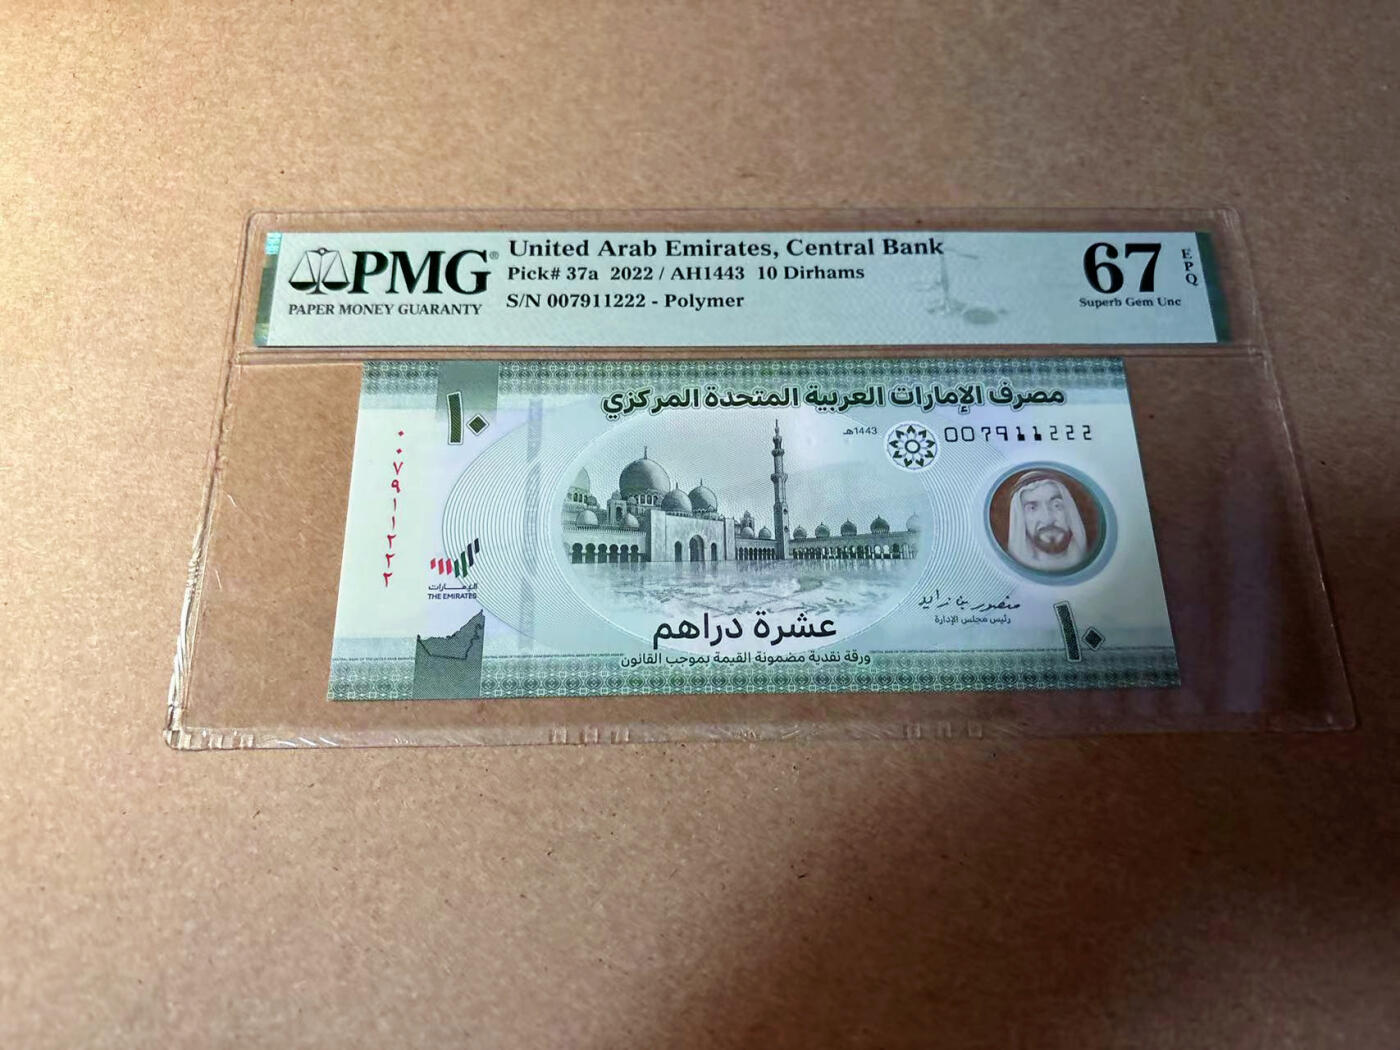 PMG®
PAPER MONEY GUARANTY
United Arab Emirates, Central Bank
Pick# 37a 2022 / AH1443 10 Dirhams
S/N 007911222 - Polymer
67 EPQ
Superb Gem Unc
مصرف الإمارات العربية المتحدة المركزي
١٠
1443هـ
007911222
٠٠٧٩١١٢٢٢
الإمارات
THE EMIRATES
منصور بن زايد
رئيس مجلس الإدارة
عشرة دراهم
ورقة نقدية مضمونة القيمة بموجب القانون
١٠